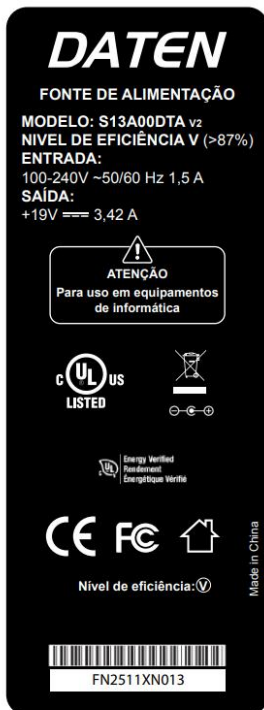 DATEN
FONTE DE ALIMENTAÇÃO
MODELO: S13A00DTA v2
NIVEL DE EFICIÊNCIA V (>87%)
ENTRADA:
100-240V ~50/60 Hz 1,5 A
SAÍDA:
+19V ⎓ 3,42 A
ATENÇÃO
Para uso em equipamentos
de informática
C UL US
LISTED
UL Energy Verified
Rendement
Énergétique Vérifié
CE FC
Made in China
Nível de eficiência: Ⓥ
FN2511XN013